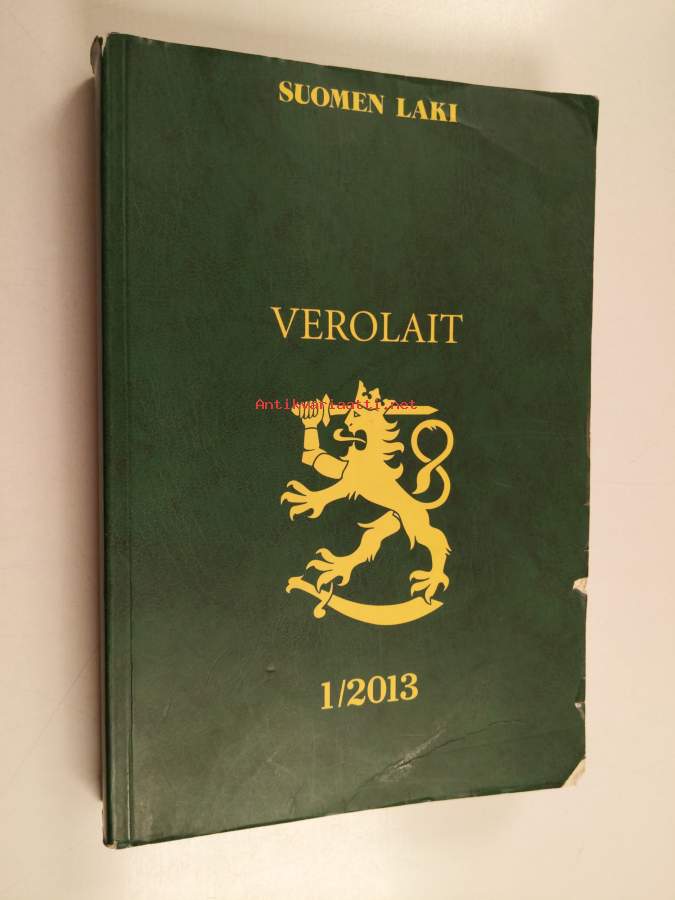 SUOMEN LAKI
VEROLAIT
Antikvariaatti.net
1/2013